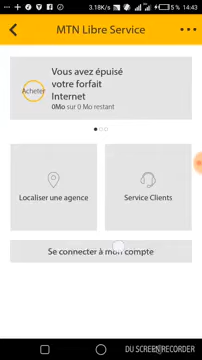 3.18K/s 5% 14:43
MTN Libre Service
Vous avez épuisé
votre forfait
Internet
Acheter
0Mo sur 0 Mo restant
Localiser une agence
Service Clients
Se connecter à mon compte
DU SCREEN RECORDER